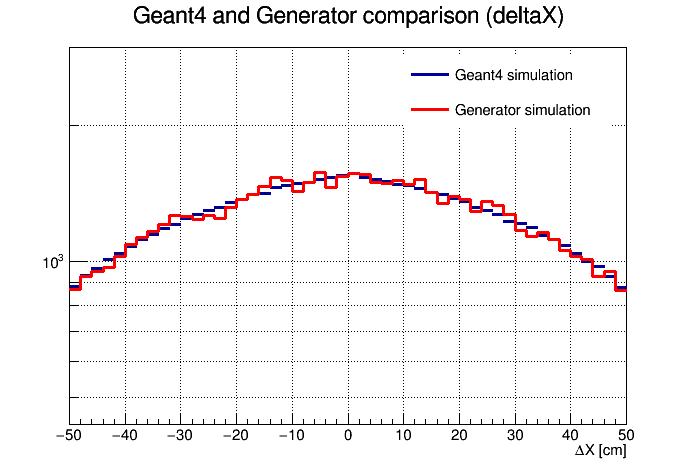 Geant4 and Generator comparison (deltaX)
Geant4 simulation
Generator simulation
10³
−50 −40 −30 −20 −10 0 10 20 30 40 50
ΔX [cm]